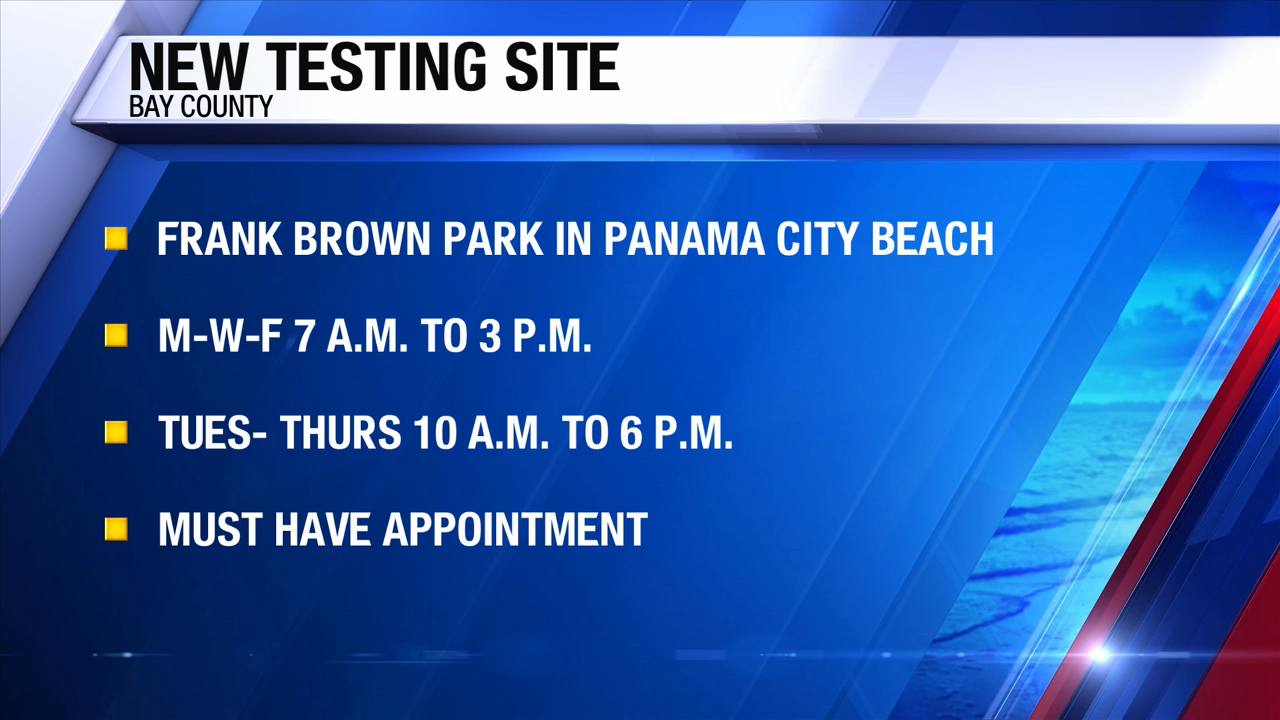 NEW TESTING SITE
BAY COUNTY
FRANK BROWN PARK IN PANAMA CITY BEACH
M-W-F 7 A.M. TO 3 P.M.
TUES- THURS 10 A.M. TO 6 P.M.
MUST HAVE APPOINTMENT